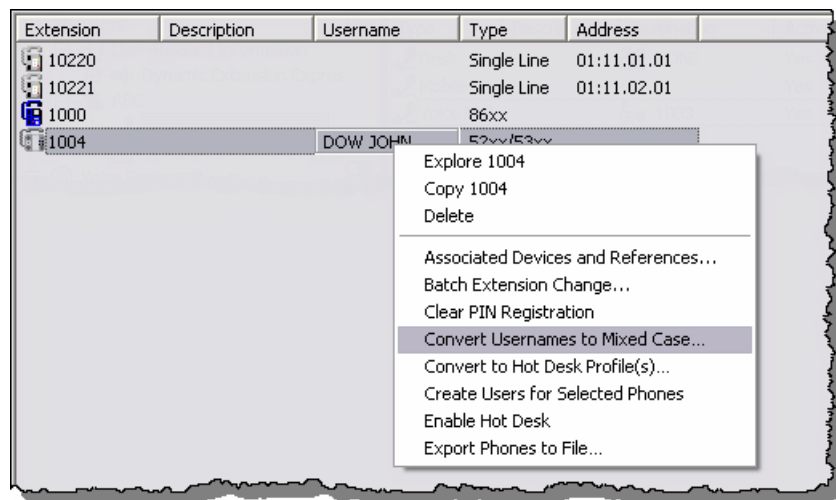 Extension Description Username Type Address
10220 Single Line 01:11.01.01
10221 Single Line 01:11.02.01
1000 86xx
1004 DOW JOHN 52xx/53xx
Explore 1004
Copy 1004
Delete
Associated Devices and References...
Batch Extension Change...
Clear PIN Registration
Convert Usernames to Mixed Case...
Convert to Hot Desk Profile(s)...
Create Users for Selected Phones
Enable Hot Desk
Export Phones to File...